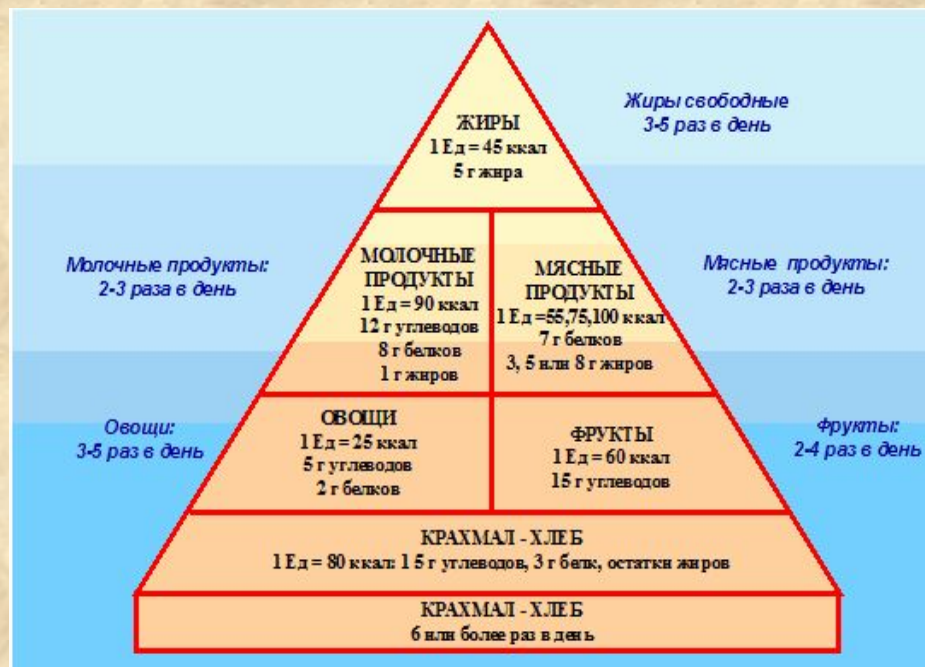 Жиры свободные
3-5 раз в день
ЖИРЫ
1 Ед = 45 ккал
5 г жира
Молочные продукты:
2-3 раза в день
МОЛОЧНЫЕ
ПРОДУКТЫ
1 Ед = 90 ккал
12 г углеводов
8 г белков
1 г жиров
МЯСНЫЕ
ПРОДУКТЫ
1 Ед =55,75,100 ккал
7 г белков
3, 5 или 8 г жиров
Мясные продукты:
2-3 раза в день
Овощи:
3-5 раз в день
ОВОЩИ
1 Ед = 25 ккал
5 г углеводов
2 г белков
ФРУКТЫ
1 Ед = 60 ккал
15 г углеводов
Фрукты:
2-4 раз в день
КРАХМАЛ - ХЛЕБ
1 Ед = 80 ккал: 1 5 г углеводов, 3 г белк, остатки жиров
КРАХМАЛ - ХЛЕБ
6 или более раз в день